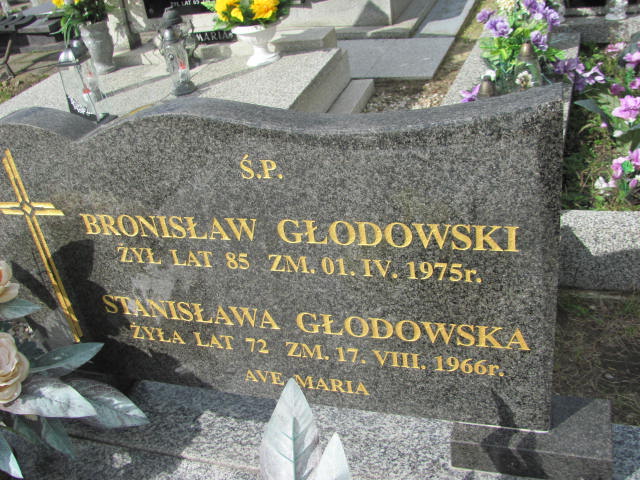 MARIA
Ś.P.
BRONISŁAW GŁODOWSKI
ŻYŁ LAT 85 ZM. 01. IV. 1975r.
STANISŁAWA GŁODOWSKA
ŻYŁA LAT 72 ZM. 17. VIII. 1966r.
AVE MARIA